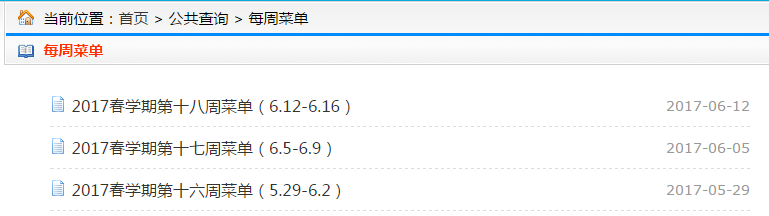 当前位置：首页 > 公共查询 > 每周菜单
每周菜单
2017春学期第十八周菜单（6.12-6.16） 2017-06-12
2017春学期第十七周菜单（6.5-6.9） 2017-06-05
2017春学期第十六周菜单（5.29-6.2） 2017-05-29